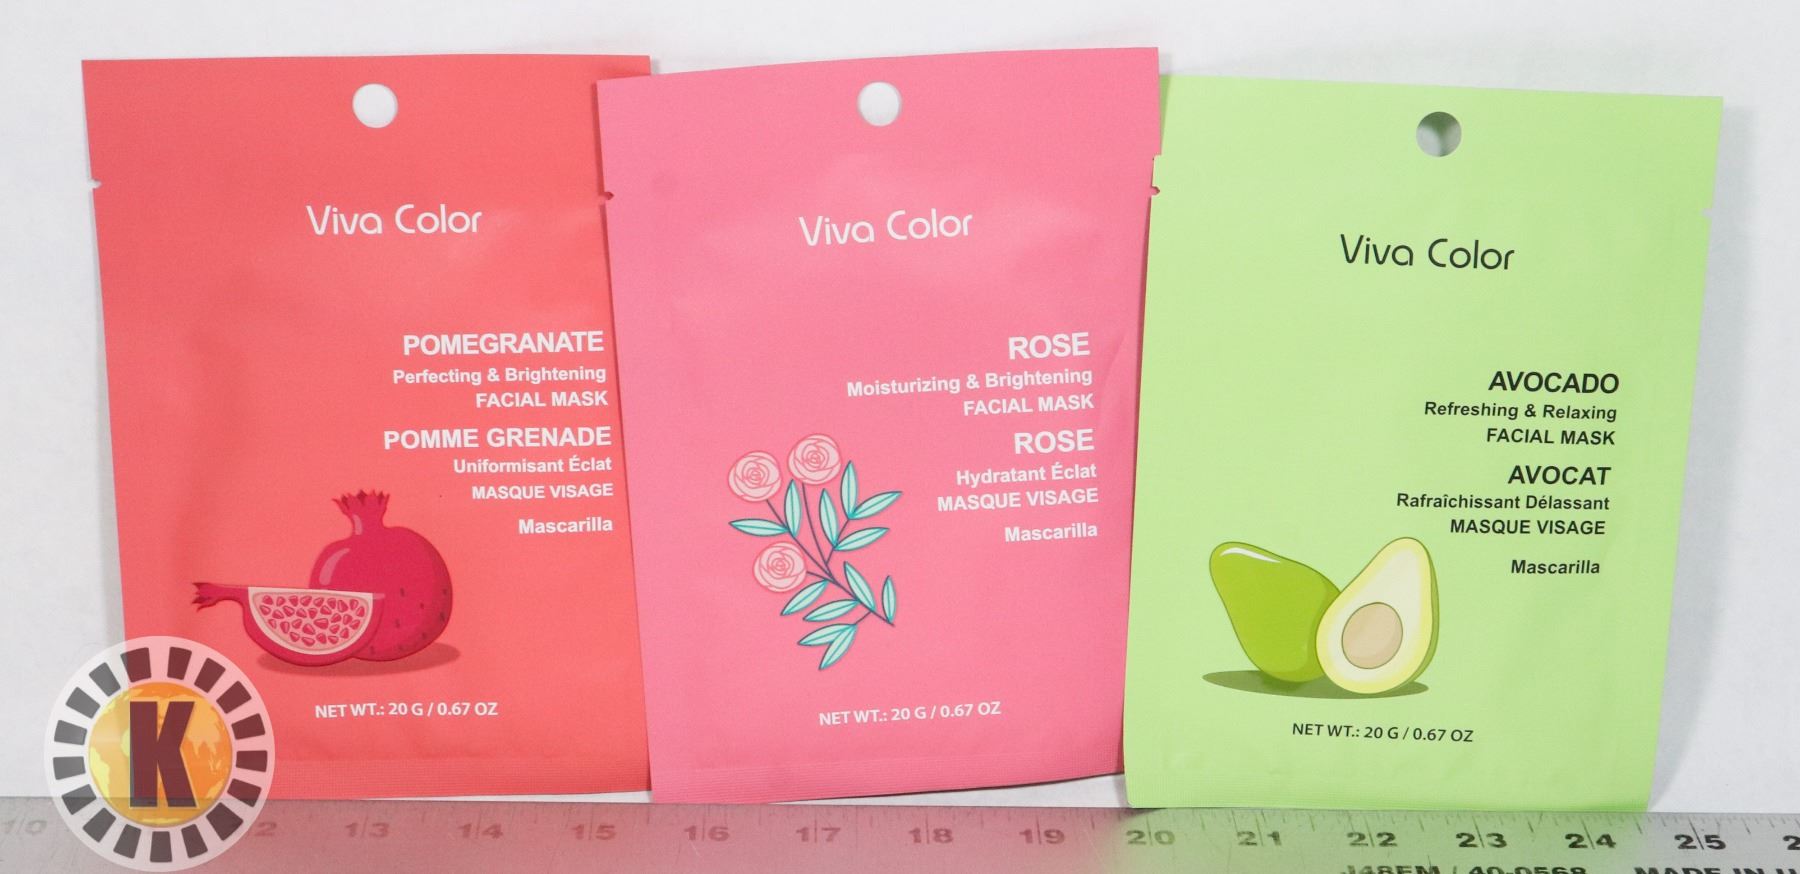 Viva Color
POMEGRANATE
Perfecting & Brightening
FACIAL MASK
POMME GRENADE
Uniformisant Éclat
MASQUE VISAGE
Mascarilla
NET WT.: 20 G / 0.67 OZ
Viva Color
ROSE
Moisturizing & Brightening
FACIAL MASK
ROSE
Hydratant Éclat
MASQUE VISAGE
Mascarilla
NET WT.: 20 G / 0.67 OZ
Viva Color
AVOCADO
Refreshing & Relaxing
FACIAL MASK
AVOCAT
Rafraîchissant Délassant
MASQUE VISAGE
Mascarilla
NET WT.: 20 G / 0.67 OZ
K
10 13 14 15 16 17 18 19 20 21 22 23 24 25
MADE IN